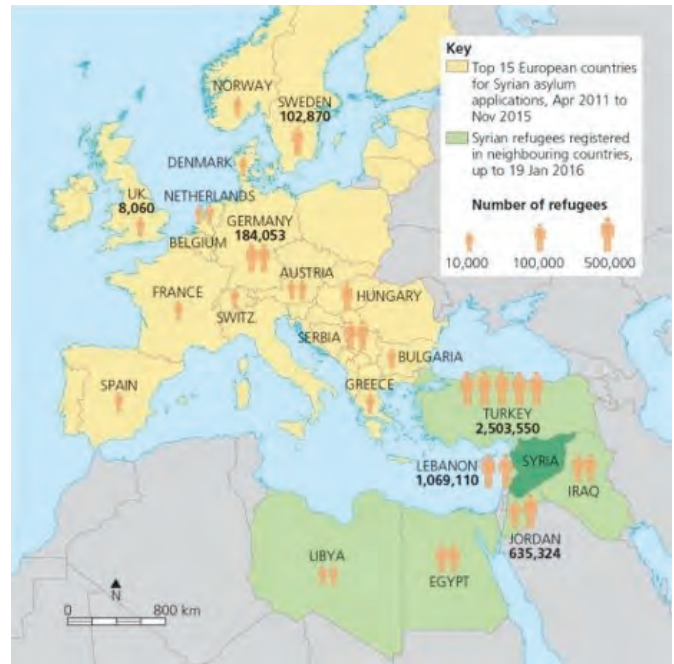 Key
Top 15 European countries
for Syrian asylum
applications, Apr 2011 to
Nov 2015
Syrian refugees registered
in neighbouring countries,
up to 19 Jan 2016
Number of refugees
10,000 100,000 500,000
NORWAY
SWEDEN
102,870
DENMARK
UK
8,060
NETHERLANDS
GERMANY
184,053
BELGIUM
AUSTRIA
FRANCE
HUNGARY
SWITZ.
SERBIA
BULGARIA
SPAIN
GREECE
TURKEY
2,503,550
LEBANON
1,069,110
SYRIA
IRAQ
JORDAN
635,324
LIBYA
EGYPT
N
0 800 km